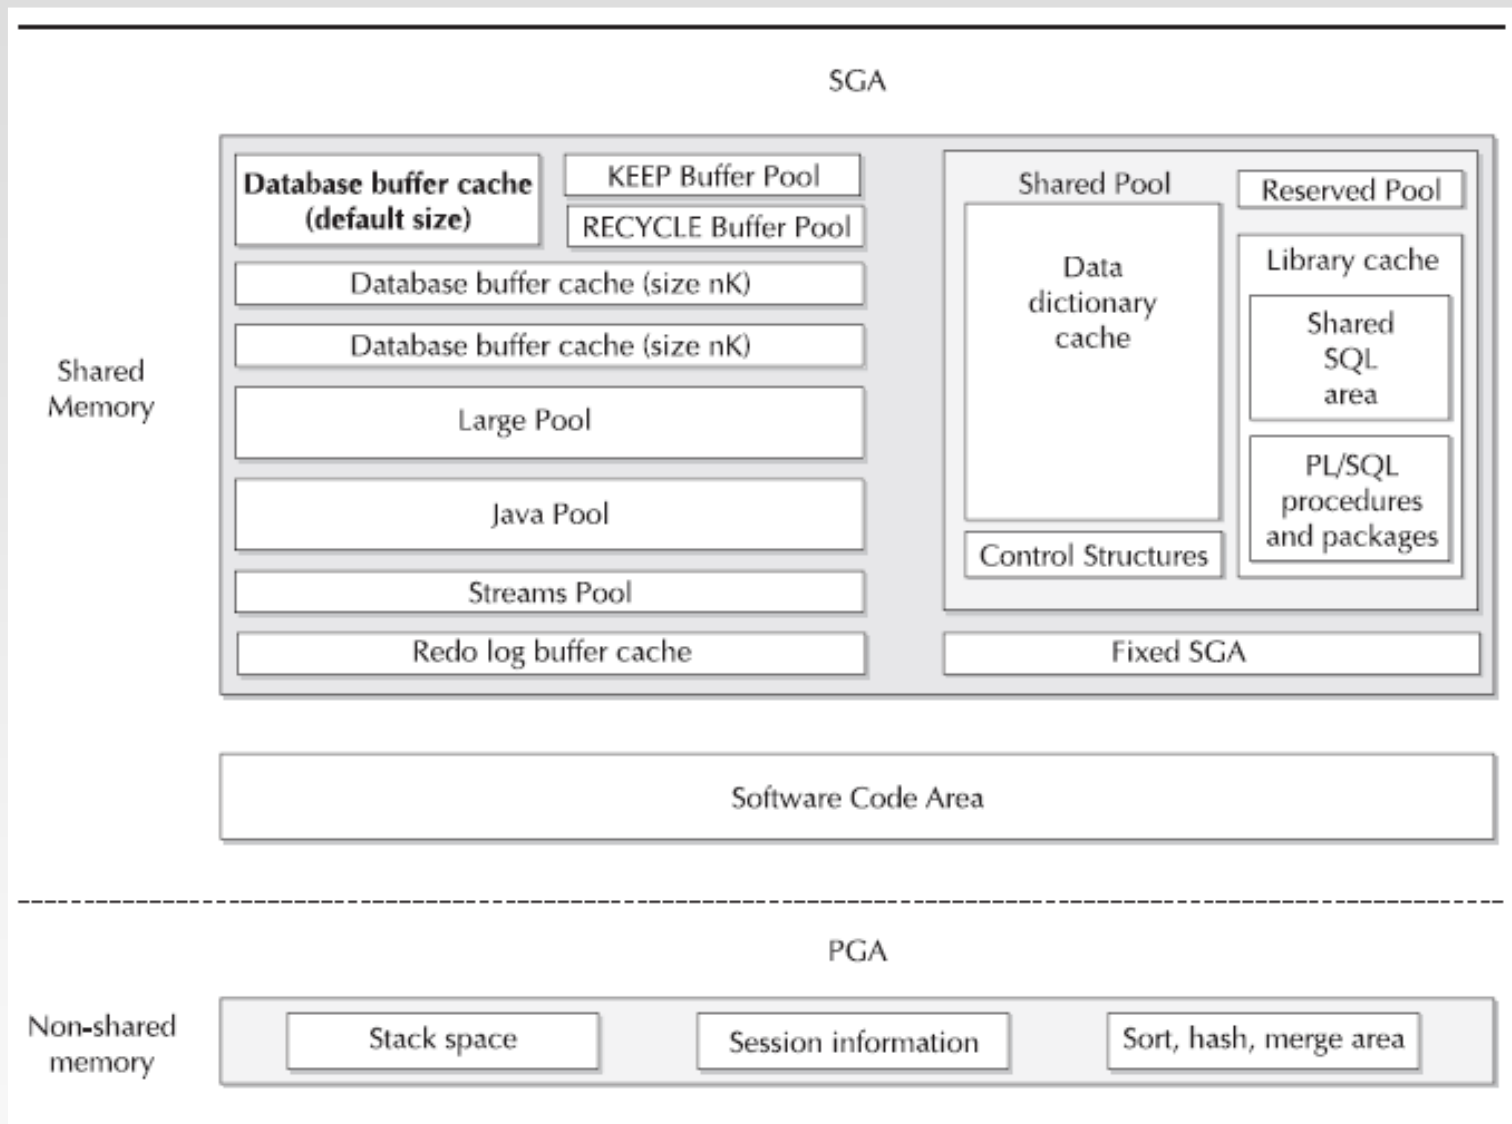 SGA
Shared
Memory
Database buffer cache
(default size)
KEEP Buffer Pool
RECYCLE Buffer Pool
Database buffer cache (size nK)
Database buffer cache (size nK)
Large Pool
Java Pool
Streams Pool
Redo log buffer cache
Shared Pool
Data
dictionary
cache
Control Structures
Reserved Pool
Library cache
Shared
SQL
area
PL/SQL
procedures
and packages
Fixed SGA
Software Code Area
PGA
Non-shared
memory
Stack space
Session information
Sort, hash, merge area